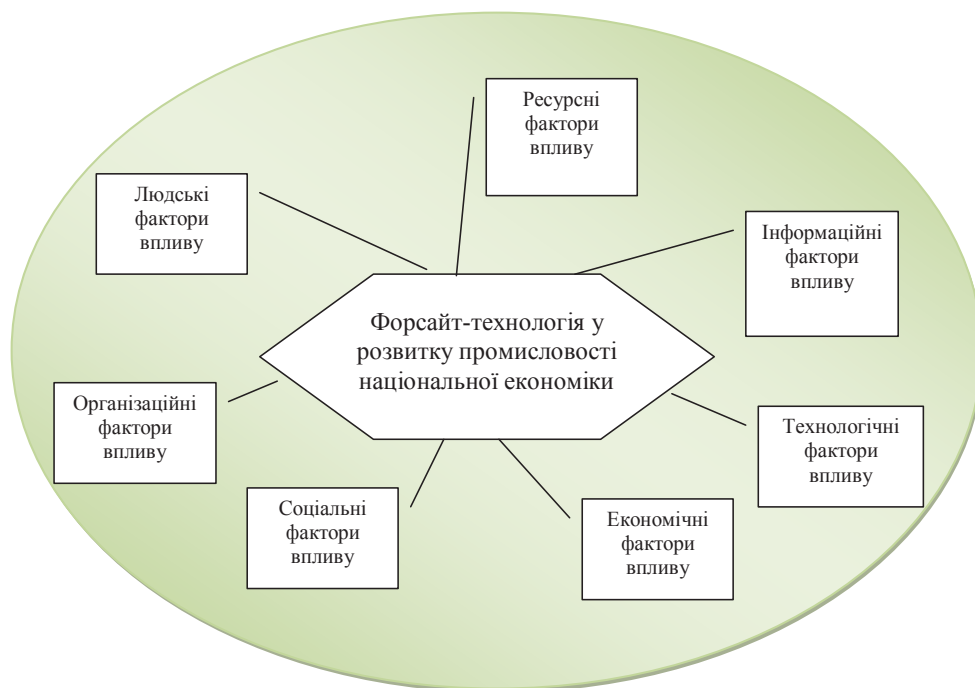 Ресурсні
фактори
впливу
Людські
фактори
впливу
Інформаційні
фактори
впливу
Форсайт-технологія у
розвитку промисловості
національної економіки
Організаційні
фактори
впливу
Технологічні
фактори
впливу
Соціальні
фактори
впливу
Економічні
фактори
впливу